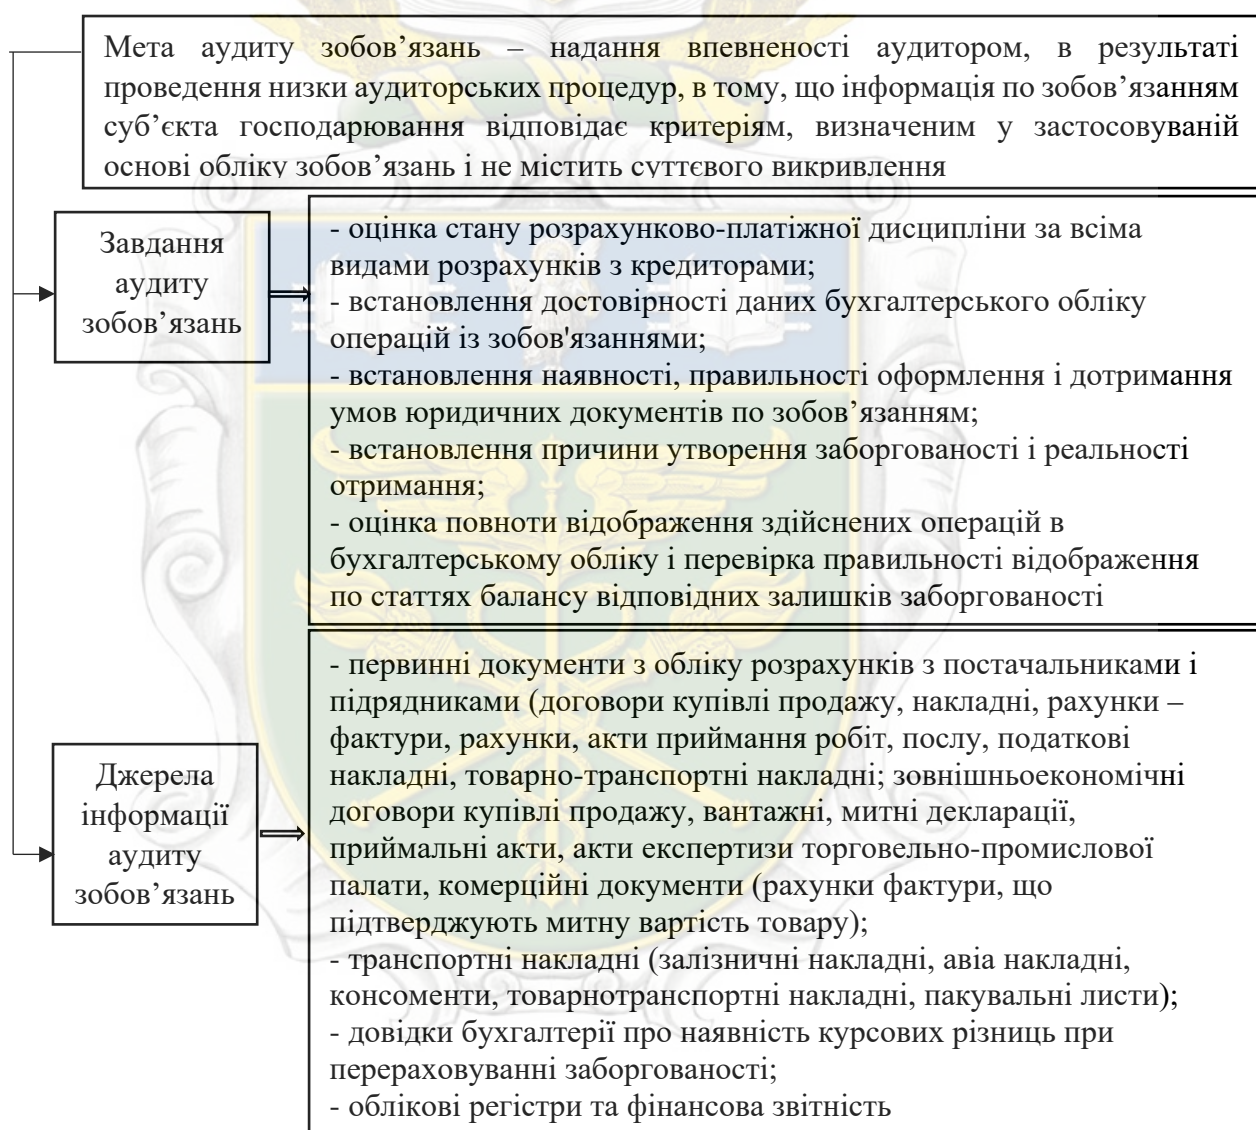 Мета аудиту зобов’язань – надання впевненості аудитором, в результаті
проведення низки аудиторських процедур, в тому, що інформація по зобов’язанням
суб’єкта господарювання відповідає критеріям, визначеним у застосовуваній
основі обліку зобов’язань і не містить суттєвого викривлення
Завдання
аудиту
зобов’язань
- оцінка стану розрахунково-платіжної дисципліни за всіма
видами розрахунків з кредиторами;
- встановлення достовірності даних бухгалтерського обліку
операцій із зобов'язаннями;
- встановлення наявності, правильності оформлення і дотримання
умов юридичних документів по зобов’язанням;
- встановлення причини утворення заборгованості і реальності
отримання;
- оцінка повноти відображення здійснених операцій в
бухгалтерському обліку і перевірка правильності відображення
по статтях балансу відповідних залишків заборгованості
Джерела
інформації
аудиту
зобов’язань
- первинні документи з обліку розрахунків з постачальниками і
підрядниками (договори купівлі продажу, накладні, рахунки –
фактури, рахунки, акти приймання робіт, послу, податкові
накладні, товарно-транспортні накладні; зовнішньоекономічні
договори купівлі продажу, вантажні, митні декларації,
приймальні акти, акти експертизи торговельно-промислової
палати, комерційні документи (рахунки фактури, що
підтверджують митну вартість товару);
- транспортні накладні (залізничні накладні, авіа накладні,
консоменти, товарнотранспортні накладні, пакувальні листи);
- довідки бухгалтерії про наявність курсових різниць при
перераховуванні заборгованості;
- облікові регістри та фінансова звітність